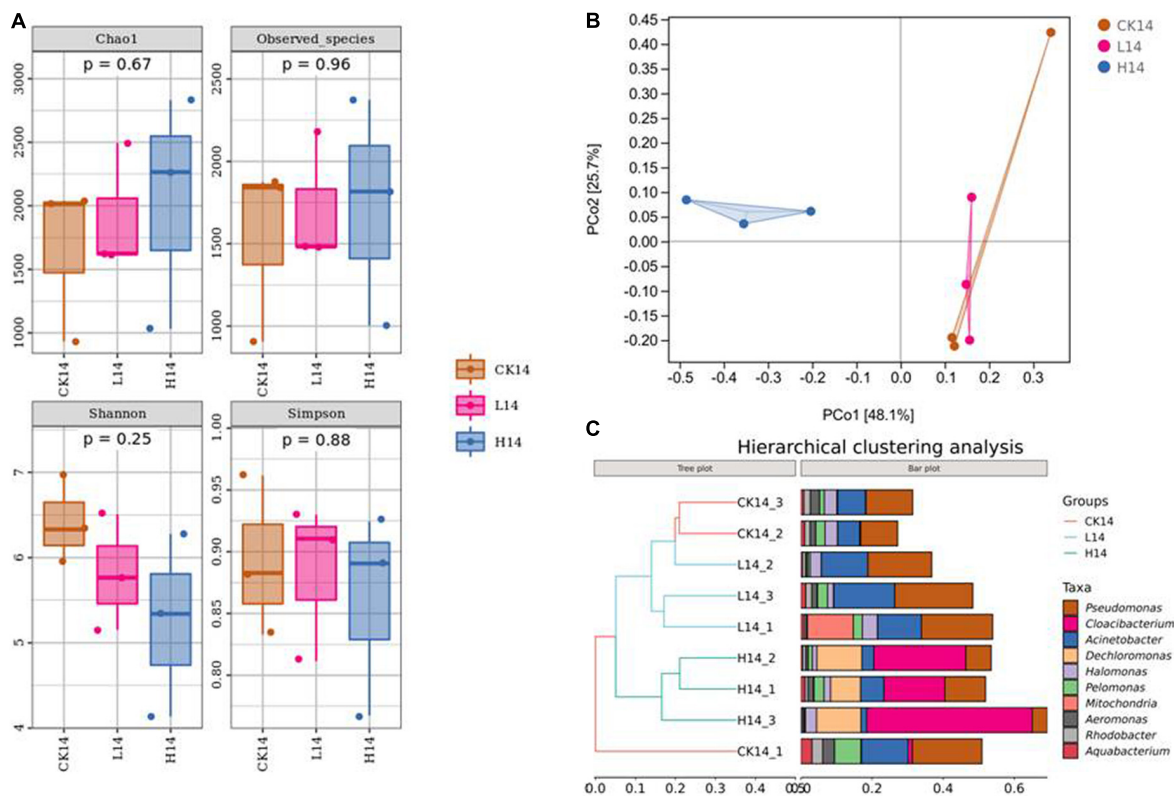 A
Chao1
p = 0.67
3000
2500
2000
1500
1000
CK14
L14
H14
Observed_species
p = 0.96
2500
2000
1500
1000
CK14
L14
H14
Shannon
p = 0.25
7
6
5
4
CK14
L14
H14
Simpson
p = 0.88
1.00
0.95
0.90
0.85
0.80
CK14
L14
H14
CK14
L14
H14
B
0.45
0.40
0.35
0.30
0.25
0.20
0.15
0.10
0.05
0.00
-0.05
-0.10
-0.15
-0.20
PCo2 [25.7%]
-0.5 -0.4 -0.3 -0.2 -0.1 0.0 0.1 0.2 0.3
PCo1 [48.1%]
CK14
L14
H14
C
Hierarchical clustering analysis
Tree plot
Bar plot
CK14_3
CK14_2
L14_2
L14_3
L14_1
H14_2
H14_1
H14_3
CK14_1
0.0 0.1 0.2 0.3 0.4 0.5
0.0 0.2 0.4 0.6
Groups
CK14
L14
H14
Taxa
Pseudomonas
Cloacibacterium
Acinetobacter
Dechloromonas
Halomonas
Pelomonas
Mitochondria
Aeromonas
Rhodobacter
Aquabacterium